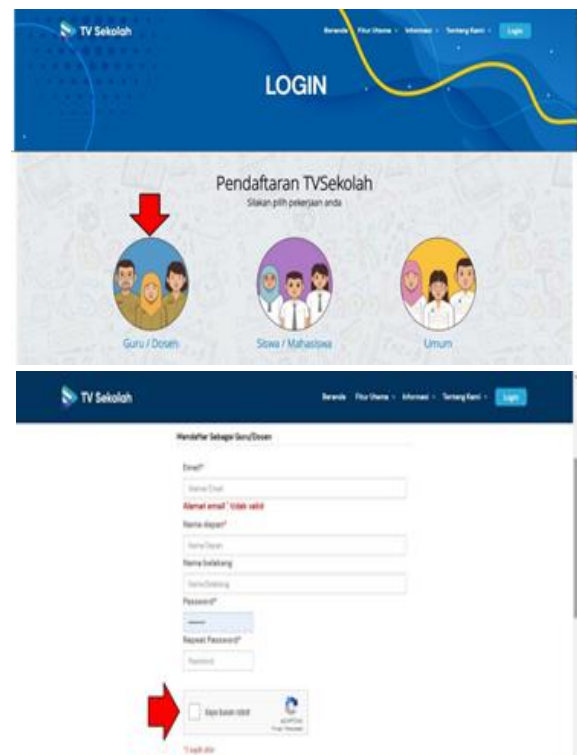 TV Sekolah
Beranda Fitur Utama Informasi Tentang Kami Login
LOGIN
Pendaftaran TVSekolah
Silakan pilih pekerjaan anda
Guru / Dosen Siswa / Mahasiswa Umum
TV Sekolah
Beranda Fitur Utama Informasi Tentang Kami Login
Mendaftar Sebagai Guru/Dosen
Email*
Alamat Email
Alamat email * tidak valid
Nama depan*
Nama Depan
Nama belakang
Nama Belakang
Password*
Repeat Password*
Password
Saya bukan robot
reCAPTCHA